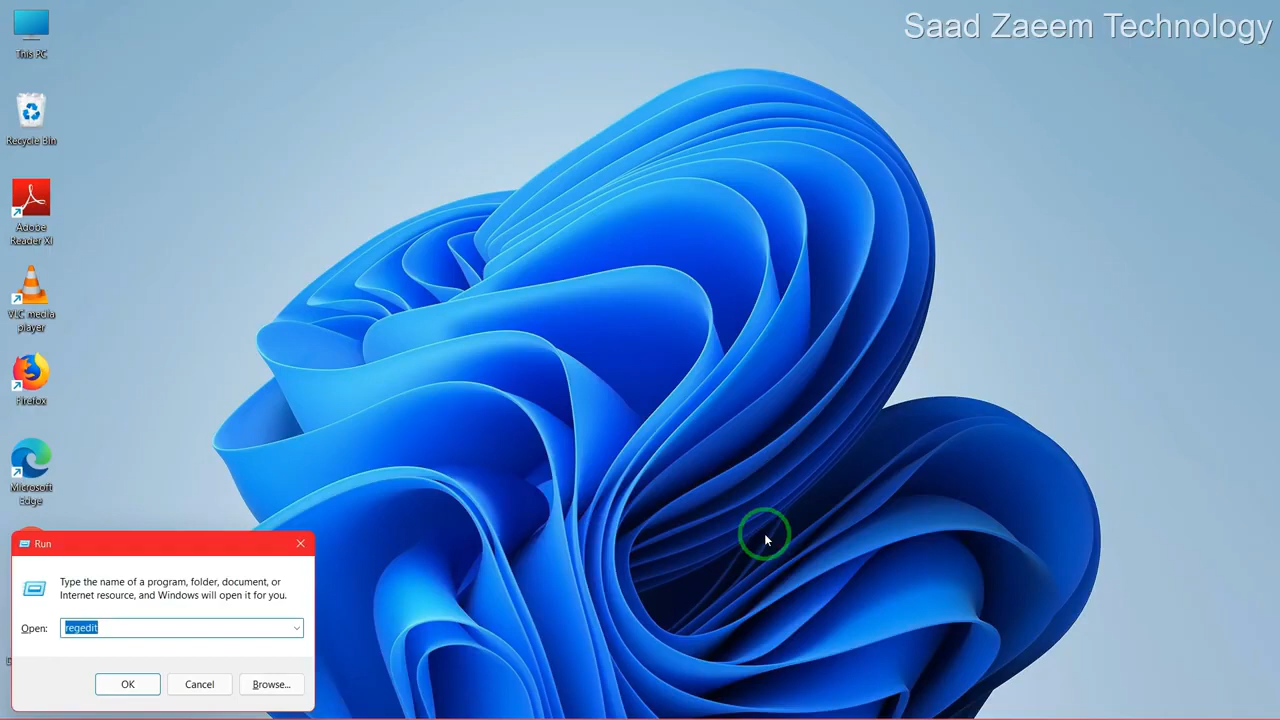 Saad Zaeem Technology
This PC
Recycle Bin
Adobe
Reader XI
VLC media
player
Firefox
Microsoft
Edge
Run
Type the name of a program, folder, document, or
Internet resource, and Windows will open it for you.
Open: regedit
OK Cancel Browse...